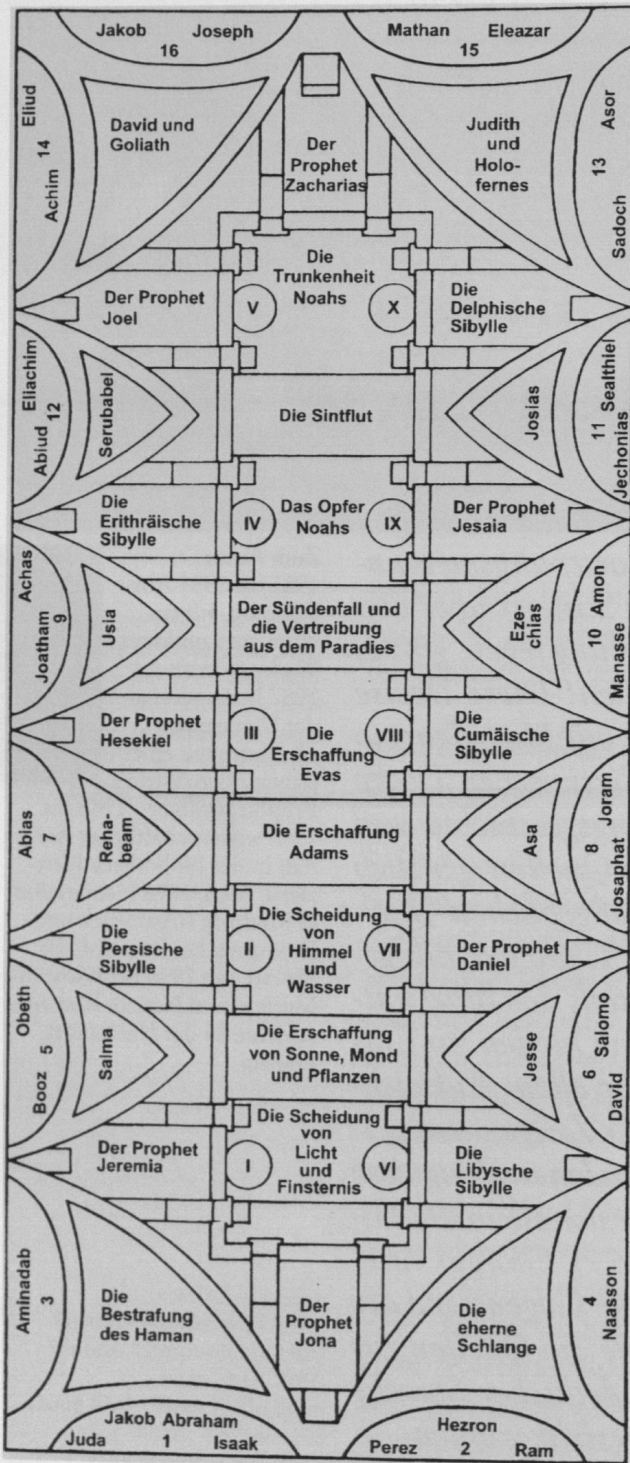 Jakob Joseph
16
Mathan Eleazar
15
Eliud
14
Achim
David und
Goliath
Der
Prophet
Zacharias
Judith
und
Holo-
fernes
Asor
13
Sadoch
Der Prophet
Joel
V
Die
Trunkenheit
Noahs
X
Die
Delphische
Sibylle
Eliachim
12
Abiud
Serubabel
Die Sintflut
Josias
11 Sealthiel
Jechonias
Die
Erithräische
Sibylle
IV
Das Opfer
Noahs
IX
Der Prophet
Jesaia
Achas
9
Joatham
Usia
Der Sündenfall und
die Vertreibung
aus dem Paradies
Eze-
chias
10 Amon
Manasse
Der Prophet
Hesekiel
III
Die
Erschaffung
Evas
VIII
Die
Cumäische
Sibylle
Abias
7
Reha-
beam
Die Erschaffung
Adams
Asa
8 Joram
Josaphat
Die
Persische
Sibylle
II
Die Scheidung
von
Himmel
und
Wasser
VII
Der Prophet
Daniel
Obeth
Booz 5
Salma
Die Erschaffung
von Sonne, Mond
und Pflanzen
Jesse
6 Salomo
David
Der Prophet
Jeremia
I
Die Scheidung
von
Licht
und
Finsternis
VI
Die
Libysche
Sibylle
Aminadab
3
Die
Bestrafung
des Haman
Der
Prophet
Jona
Die
eherne
Schlange
4
Naasson
Jakob Abraham
Juda 1 Isaak
Hezron
Perez 2 Ram